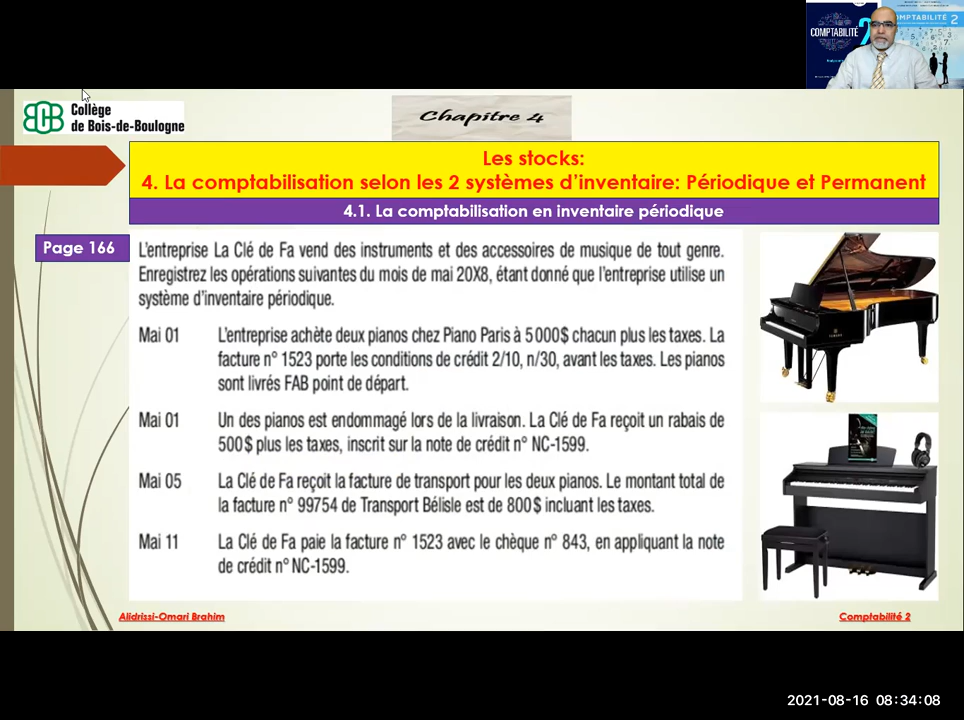 COMPTABILITÉ
2
COMPTABILITÉ 2
Collège
de Bois-de-Boulogne
Chapitre 4
Les stocks:
4. La comptabilisation selon les 2 systèmes d'inventaire: Périodique et Permanent
4.1. La comptabilisation en inventaire périodique
Page 166
L'entreprise La Clé de Fa vend des instruments et des accessoires de musique de tout genre.
Enregistrez les opérations suivantes du mois de mai 20X8, étant donné que l'entreprise utilise un
système d'inventaire périodique.
Mai 01 L'entreprise achète deux pianos chez Piano Paris à 5 000$ chacun plus les taxes. La
facture n° 1523 porte les conditions de crédit 2/10, n/30, avant les taxes. Les pianos
sont livrés FAB point de départ.
Mai 01 Un des pianos est endommagé lors de la livraison. La Clé de Fa reçoit un rabais de
500$ plus les taxes, inscrit sur la note de crédit n° NC-1599.
Mai 05 La Clé de Fa reçoit la facture de transport pour les deux pianos. Le montant total de
la facture n° 99754 de Transport Bélisle est de 800$ incluant les taxes.
Mai 11 La Clé de Fa paie la facture n° 1523 avec le chèque n° 843, en appliquant la note
de crédit n° NC-1599.
Alidrissi-Omari Brahim
Comptabilité 2
2021-08-16 08:34:08